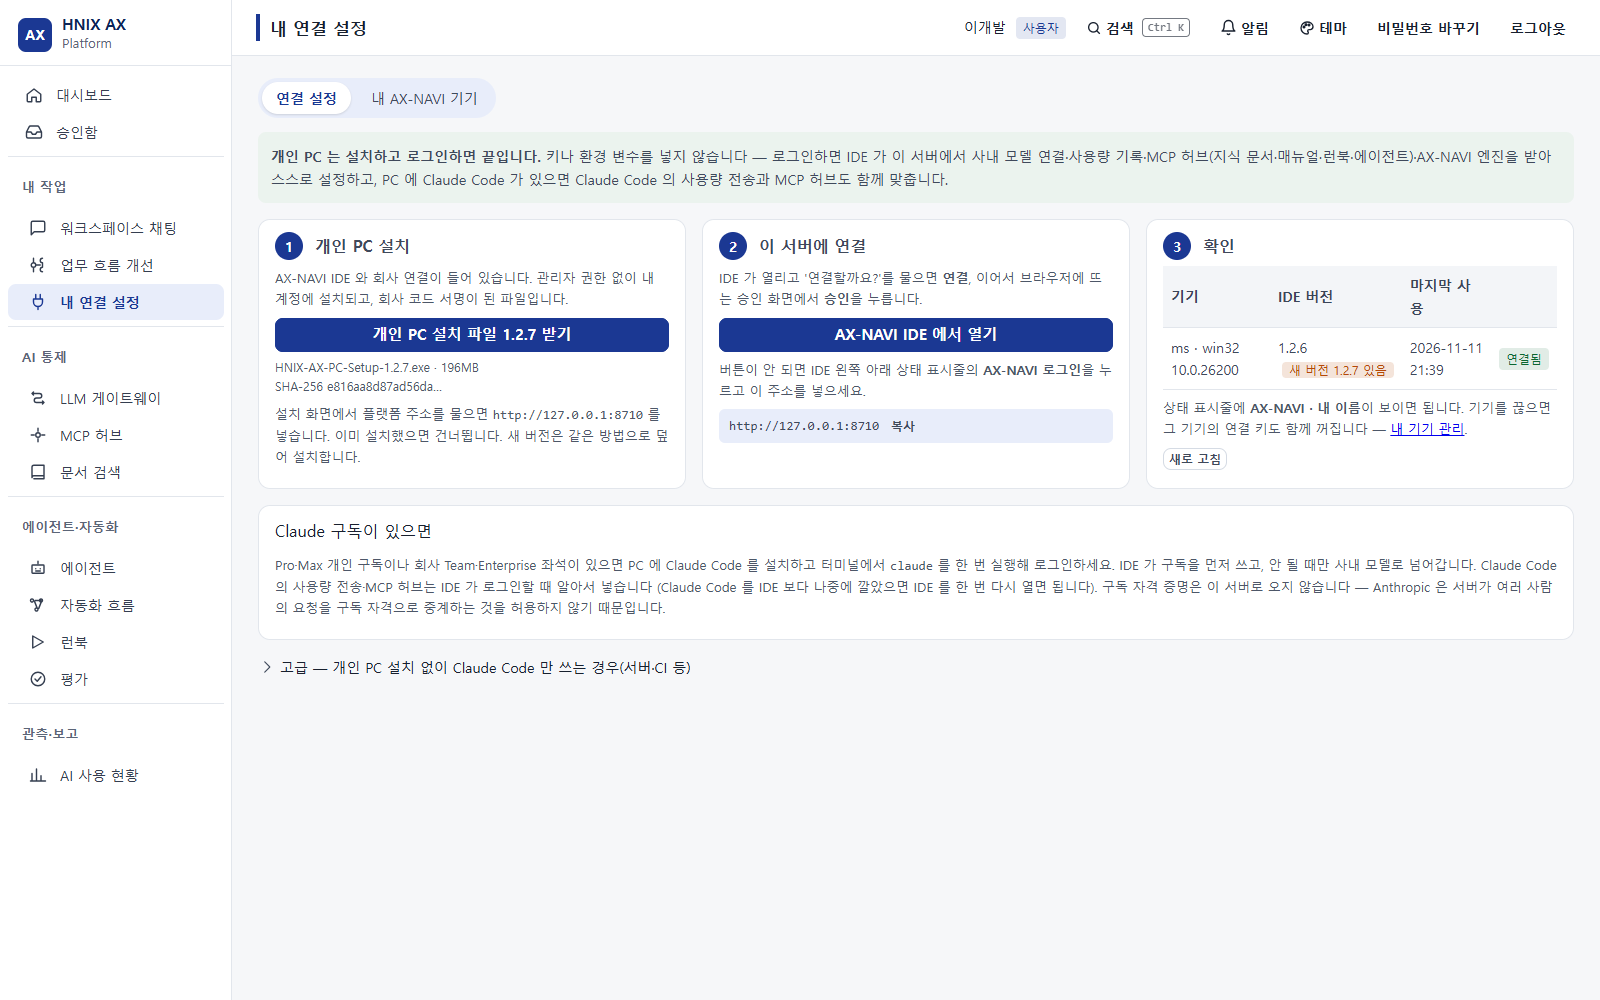 AX
HNIX AX
Platform
대시보드
승인함
내 작업
워크스페이스 채팅
업무 흐름 개선
내 연결 설정
AI 통제
LLM 게이트웨이
MCP 허브
문서 검색
에이전트·자동화
에이전트
자동화 흐름
런북
평가
관측·보고
AI 사용 현황
내 연결 설정
이개발 사용자 검색 Ctrl K 알림 테마 비밀번호 바꾸기 로그아웃
연결 설정 내 AX-NAVI 기기
개인 PC 는 설치하고 로그인하면 끝입니다. 키나 환경 변수를 넣지 않습니다 — 로그인하면 IDE 가 이 서버에서 사내 모델 연결·사용량 기록·MCP 허브(지식 문서·매뉴얼·런북·에이전트)·AX-NAVI 엔진을 받아
스스로 설정하고, PC 에 Claude Code 가 있으면 Claude Code 의 사용량 전송과 MCP 허브도 함께 맞춥니다.
1 개인 PC 설치
AX-NAVI IDE 와 회사 연결이 들어 있습니다. 관리자 권한 없이 내
계정에 설치되고, 회사 코드 서명이 된 파일입니다.
개인 PC 설치 파일 1.2.7 받기
HNIX-AX-PC-Setup-1.2.7.exe · 196MB
SHA-256 e816aa8d87ad56da...
설치 화면에서 플랫폼 주소를 물으면 http://127.0.0.1:8710 를
넣습니다. 이미 설치했으면 건너뜁니다. 새 버전은 같은 방법으로 덮
어 설치합니다.
2 이 서버에 연결
IDE 가 열리고 '연결할까요?'를 물으면 연결, 이어서 브라우저에 뜨
는 승인 화면에서 승인을 누릅니다.
AX-NAVI IDE 에서 열기
버튼이 안 되면 IDE 왼쪽 아래 상태 표시줄의 AX-NAVI 로그인을 누
르고 이 주소를 넣으세요.
http://127.0.0.1:8710 복사
3 확인
기기 IDE 버전 마지막 사
용
ms · win32 1.2.6 2026-11-11 연결됨
10.0.26200 새 버전 1.2.7 있음 21:39
상태 표시줄에 AX-NAVI · 내 이름이 보이면 됩니다. 기기를 끊으면
그 기기의 연결 키도 함께 꺼집니다 — 내 기기 관리.
새로 고침
Claude 구독이 있으면
Pro·Max 개인 구독이나 회사 Team·Enterprise 좌석이 있으면 PC 에 Claude Code 를 설치하고 터미널에서 claude 를 한 번 실행해 로그인하세요. IDE 가 구독을 먼저 쓰고, 안 될 때만 사내 모델로 넘어갑니다. Claude Code
의 사용량 전송·MCP 허브는 IDE 가 로그인할 때 알아서 넣습니다 (Claude Code 를 IDE 보다 나중에 깔았으면 IDE 를 한 번 다시 열면 됩니다). 구독 자격 증명은 이 서버로 오지 않습니다 — Anthropic 은 서버가 여러 사람
의 요청을 구독 자격으로 중계하는 것을 허용하지 않기 때문입니다.
고급 — 개인 PC 설치 없이 Claude Code 만 쓰는 경우(서버·CI 등)